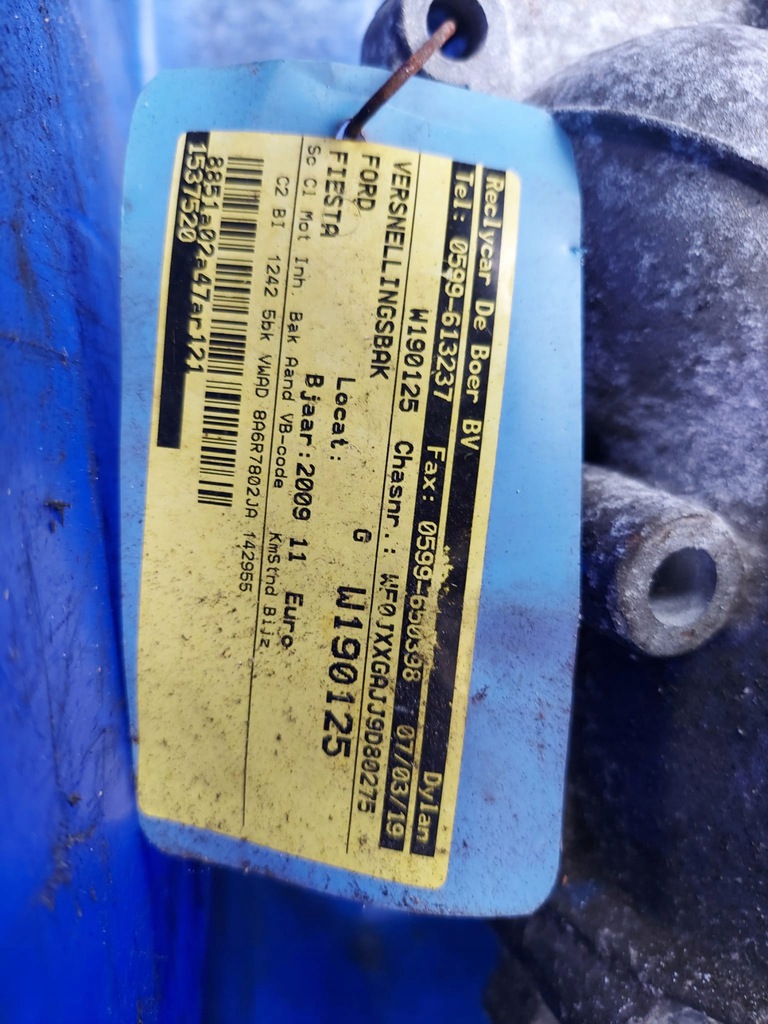 Reclycar De Boer BV Dylan
Tel: 0599-613237 Fax: 0599-650398 07/03/19
W190125 Chasnr.: WF0JXXGAJJ9D80275
VERSNELLINGSBAK
FORD G W190125
FIESTA Locat:
Bjaar:2009 11 Euro
Sc Cl Mot Inh. Bak Aand VB-code KmStnd Bijz
C2 BI 1242 5bk VWAD 8A6R7802JA 142955
8851a02a47ar121
1537520